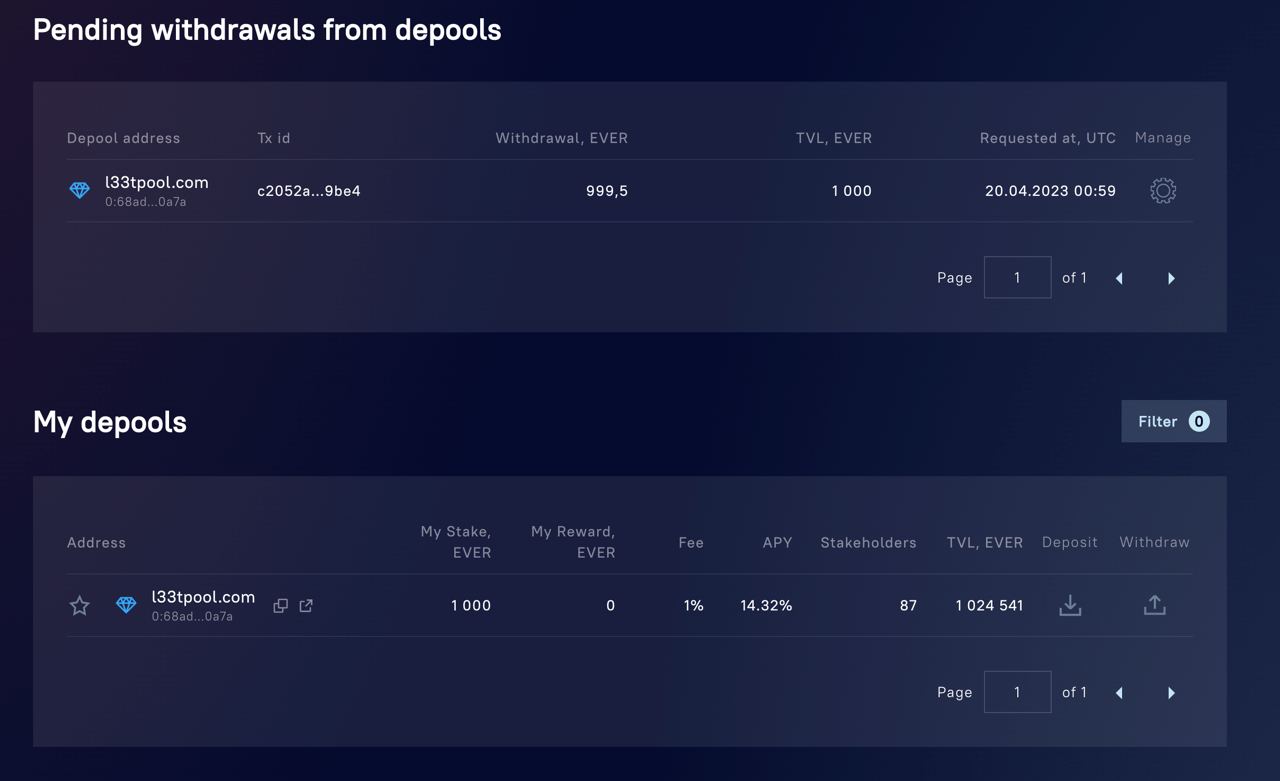 Pending withdrawals from depools
Depool address Tx id Withdrawal, EVER TVL, EVER Requested at, UTC Manage
l33tpool.com c2052a...9be4 999,5 1 000 20.04.2023 00:59
0:68ad...0a7a
Page 1 of 1
My depools
Filter 0
Address My Stake, EVER My Reward, EVER Fee APY Stakeholders TVL, EVER Deposit Withdraw
l33tpool.com 1 000 0 1% 14.32% 87 1 024 541
0:68ad...0a7a
Page 1 of 1